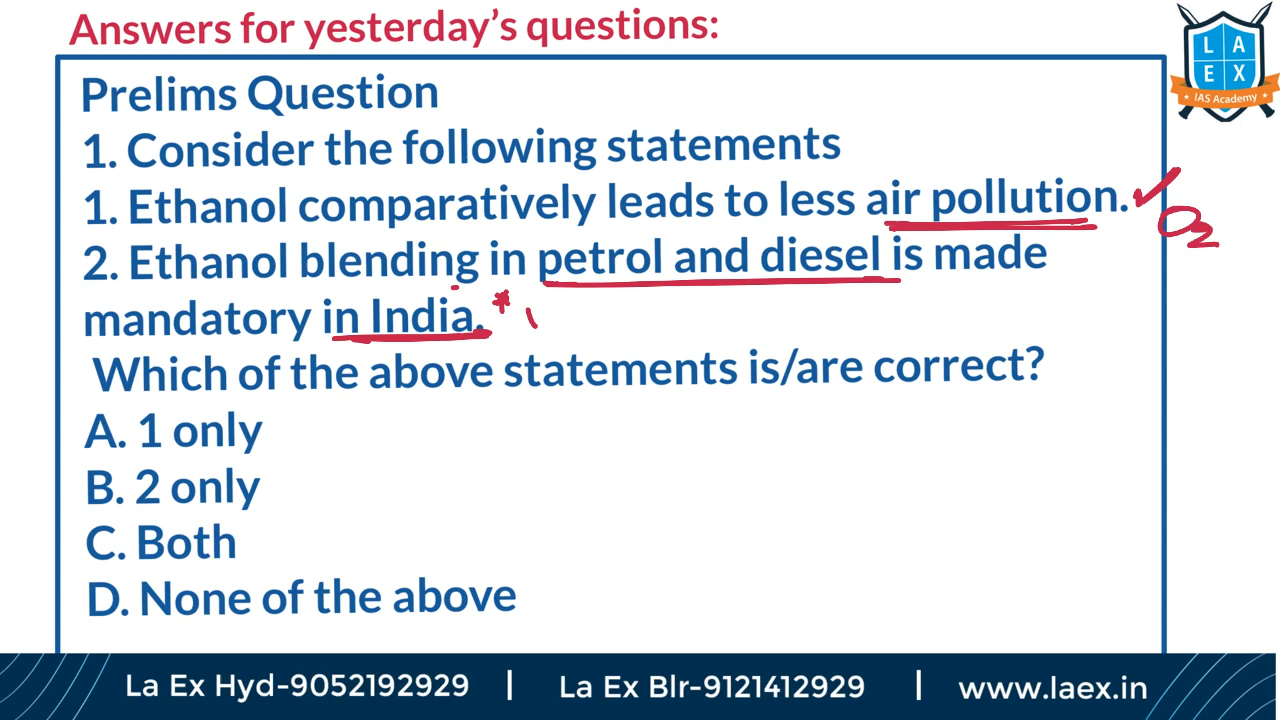 Answers for yesterday's questions:
L A
E X
IAS Academy
Prelims Question
1. Consider the following statements
1. Ethanol comparatively leads to less air pollution.
O2
2. Ethanol blending in petrol and diesel is made
mandatory in India.
Which of the above statements is/are correct?
A. 1 only
B. 2 only
C. Both
D. None of the above
La Ex Hyd-9052192929 | La Ex Blr-9121412929 | www.laex.in